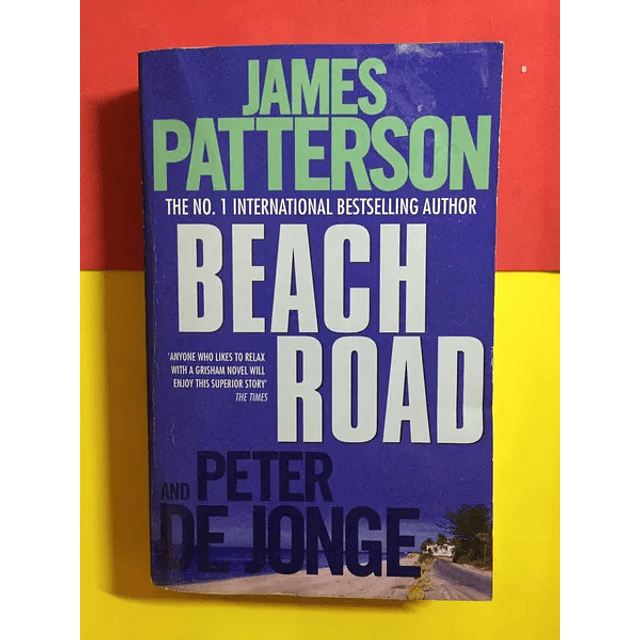 JAMES
PATTERSON
THE NO. 1 INTERNATIONAL BESTSELLING AUTHOR
BEACH
ROAD
'ANYONE WHO LIKES TO RELAX
WITH A GRISHAM NOVEL WILL
ENJOY THIS SUPERIOR STORY'
THE TIMES
AND PETER
DE JONGE